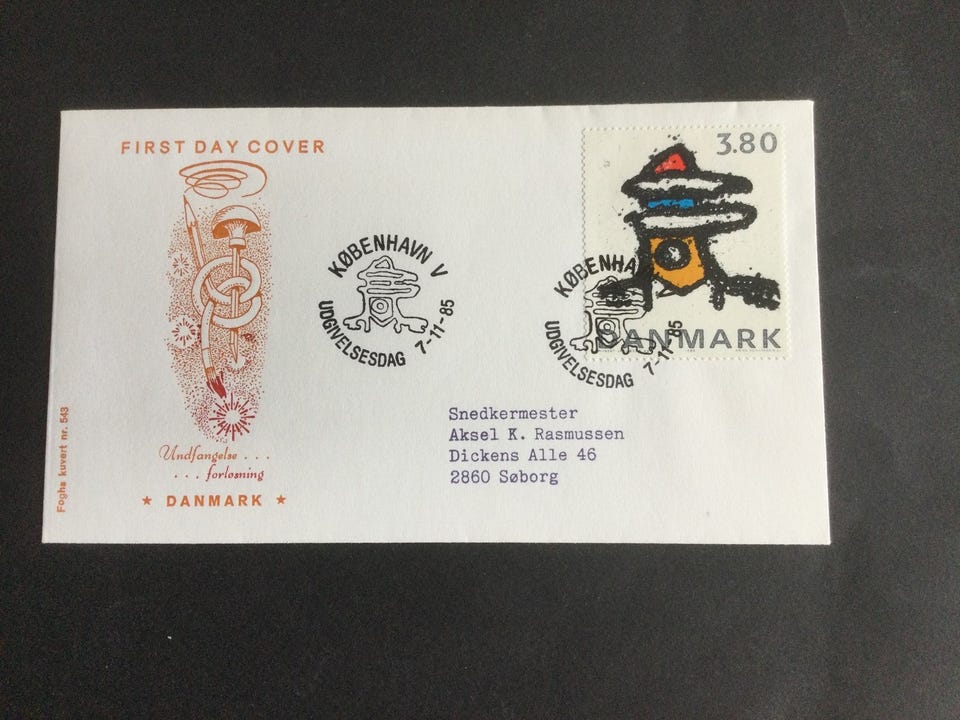 FIRST DAY COVER
3.80
DANMARK
KØBENHAVN V
UDGIVELSESDAG 7-11-85
KØBENHA V
UDGIVELSESDAG 7-11-85
Undfangelse . . .
. . . forløsning
★ DANMARK ★
Foghs kuvert nr. 543
Snedkermester
Aksel K. Rasmussen
Dickens Alle 46
2860 Søborg